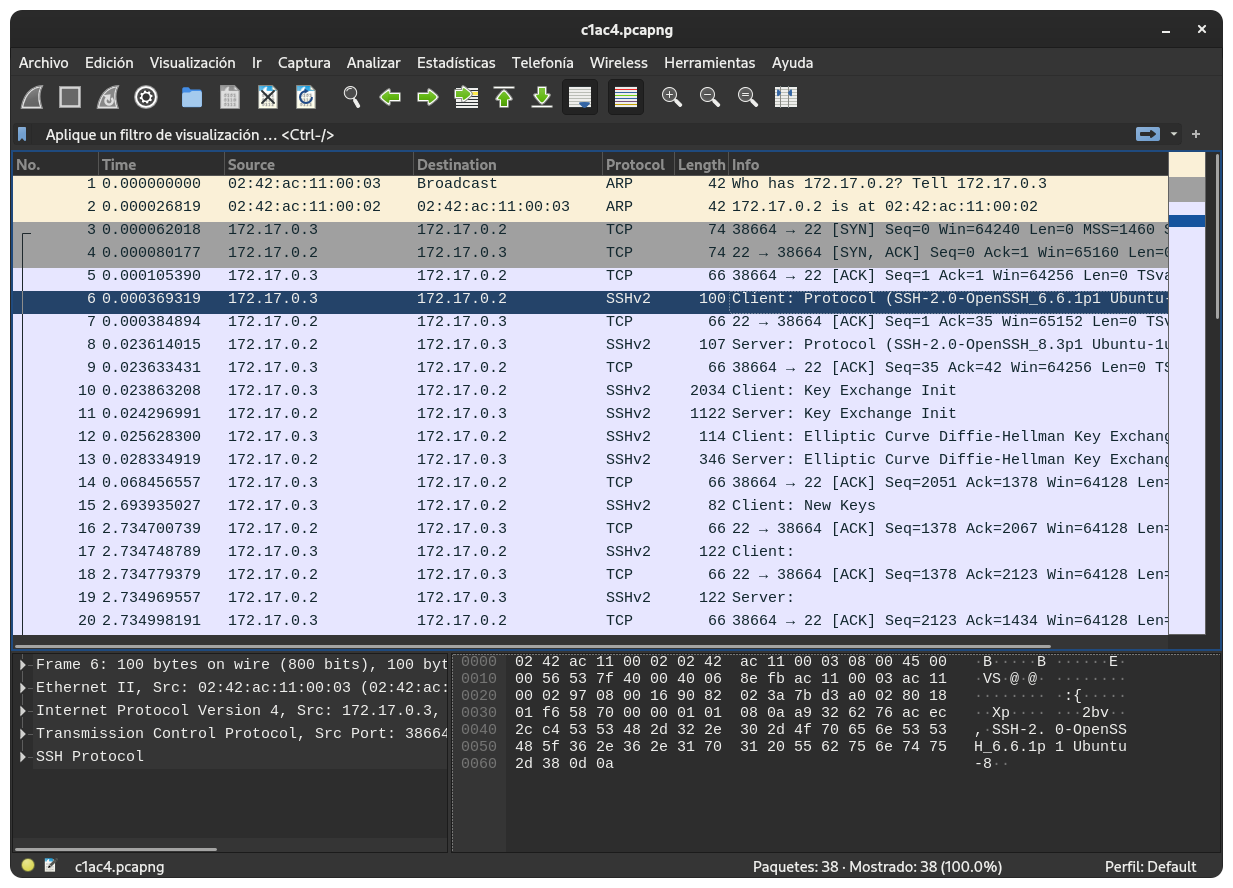 c1ac4.pcapng
Archivo Edición Visualización Ir Captura Analizar Estadísticas Telefonía Wireless Herramientas Ayuda
Aplique un filtro de visualización … <Ctrl-/>
No. Time Source Destination Protocol Length Info
1 0.000000000 02:42:ac:11:00:03 Broadcast ARP 42 Who has 172.17.0.2? Tell 172.17.0.3
2 0.000026819 02:42:ac:11:00:02 02:42:ac:11:00:03 ARP 42 172.17.0.2 is at 02:42:ac:11:00:02
3 0.000062018 172.17.0.3 172.17.0.2 TCP 74 38664 → 22 [SYN] Seq=0 Win=64240 Len=0 MSS=1460 S
4 0.000080177 172.17.0.2 172.17.0.3 TCP 74 22 → 38664 [SYN, ACK] Seq=0 Ack=1 Win=65160 Len=0
5 0.000105390 172.17.0.3 172.17.0.2 TCP 66 38664 → 22 [ACK] Seq=1 Ack=1 Win=64256 Len=0 TSva
6 0.000369319 172.17.0.3 172.17.0.2 SSHv2 100 Client: Protocol (SSH-2.0-OpenSSH_6.6.1p1 Ubuntu-
7 0.000384894 172.17.0.2 172.17.0.3 TCP 66 22 → 38664 [ACK] Seq=1 Ack=35 Win=65152 Len=0 TSv
8 0.023614015 172.17.0.2 172.17.0.3 SSHv2 107 Server: Protocol (SSH-2.0-OpenSSH_8.3p1 Ubuntu-1u
9 0.023633431 172.17.0.3 172.17.0.2 TCP 66 38664 → 22 [ACK] Seq=35 Ack=42 Win=64256 Len=0 TS
10 0.023863208 172.17.0.3 172.17.0.2 SSHv2 2034 Client: Key Exchange Init
11 0.024296991 172.17.0.2 172.17.0.3 SSHv2 1122 Server: Key Exchange Init
12 0.025628300 172.17.0.3 172.17.0.2 SSHv2 114 Client: Elliptic Curve Diffie-Hellman Key Exchang
13 0.028334919 172.17.0.2 172.17.0.3 SSHv2 346 Server: Elliptic Curve Diffie-Hellman Key Exchang
14 0.068456557 172.17.0.3 172.17.0.2 TCP 66 38664 → 22 [ACK] Seq=2051 Ack=1378 Win=64128 Len=
15 2.693935027 172.17.0.3 172.17.0.2 SSHv2 82 Client: New Keys
16 2.734700739 172.17.0.2 172.17.0.3 TCP 66 22 → 38664 [ACK] Seq=1378 Ack=2067 Win=64128 Len=
17 2.734748789 172.17.0.3 172.17.0.2 SSHv2 122 Client:
18 2.734779379 172.17.0.2 172.17.0.3 TCP 66 22 → 38664 [ACK] Seq=1378 Ack=2123 Win=64128 Len=
19 2.734969557 172.17.0.2 172.17.0.3 SSHv2 122 Server:
20 2.734998191 172.17.0.3 172.17.0.2 TCP 66 38664 → 22 [ACK] Seq=2123 Ack=1434 Win=64128 Len=
Frame 6: 100 bytes on wire (800 bits), 100 byt
Ethernet II, Src: 02:42:ac:11:00:03 (02:42:ac:
Internet Protocol Version 4, Src: 172.17.0.3,
Transmission Control Protocol, Src Port: 38664
SSH Protocol
0000 02 42 ac 11 00 02 02 42 ac 11 00 03 08 00 45 00 ·B·····B ······E·
0010 00 56 53 7f 40 00 40 06 8e fb ac 11 00 03 ac 11 ·VS·@·@· ········
0020 00 02 97 08 00 16 90 82 02 3a 7b d3 a0 02 80 18 ········ ·:{·····
0030 01 f6 58 70 00 00 01 01 08 0a a9 32 62 76 ac ec ··Xp···· ···2bv··
0040 2c c4 53 53 48 2d 32 2e 30 2d 4f 70 65 6e 53 53 ,·SSH-2. 0-OpenSS
0050 48 5f 36 2e 36 2e 31 70 31 20 55 62 75 6e 74 75 H_6.6.1p 1 Ubuntu
0060 2d 38 0d 0a -8··
c1ac4.pcapng Paquetes: 38 · Mostrado: 38 (100.0%) Perfil: Default